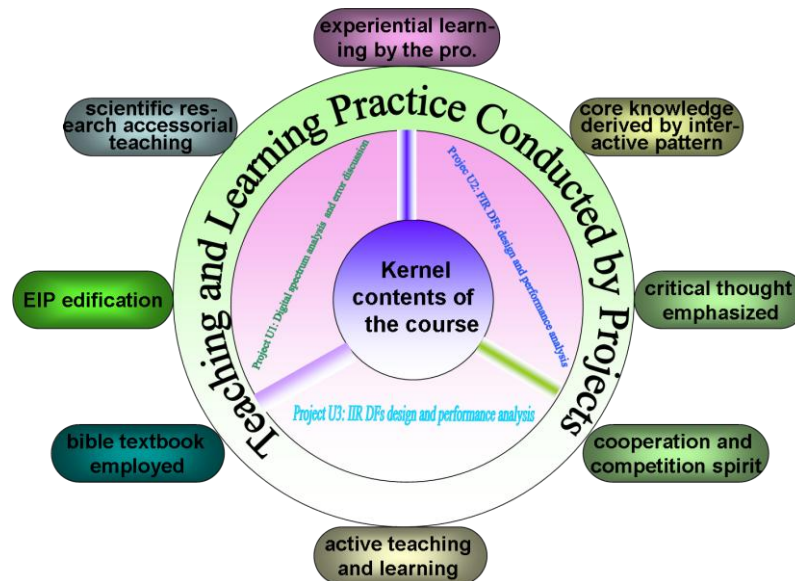 experiential learn-
ing by the pro.
scientific res-
earch accessorial
teaching
core knowledge
derived by inter-
active pattern
Teaching and Learning Practice Conducted by Projects
Project U1: Digital spectrum analysis and error discussion
Projec U2: FIR DFs design and performance analysis
Kernel
contents of
the course
EIP edification
critical thought
emphasized
Project U3: IIR DFs design and performance analysis
bible textbook
employed
cooperation and
competition spirit
active teaching
and learning